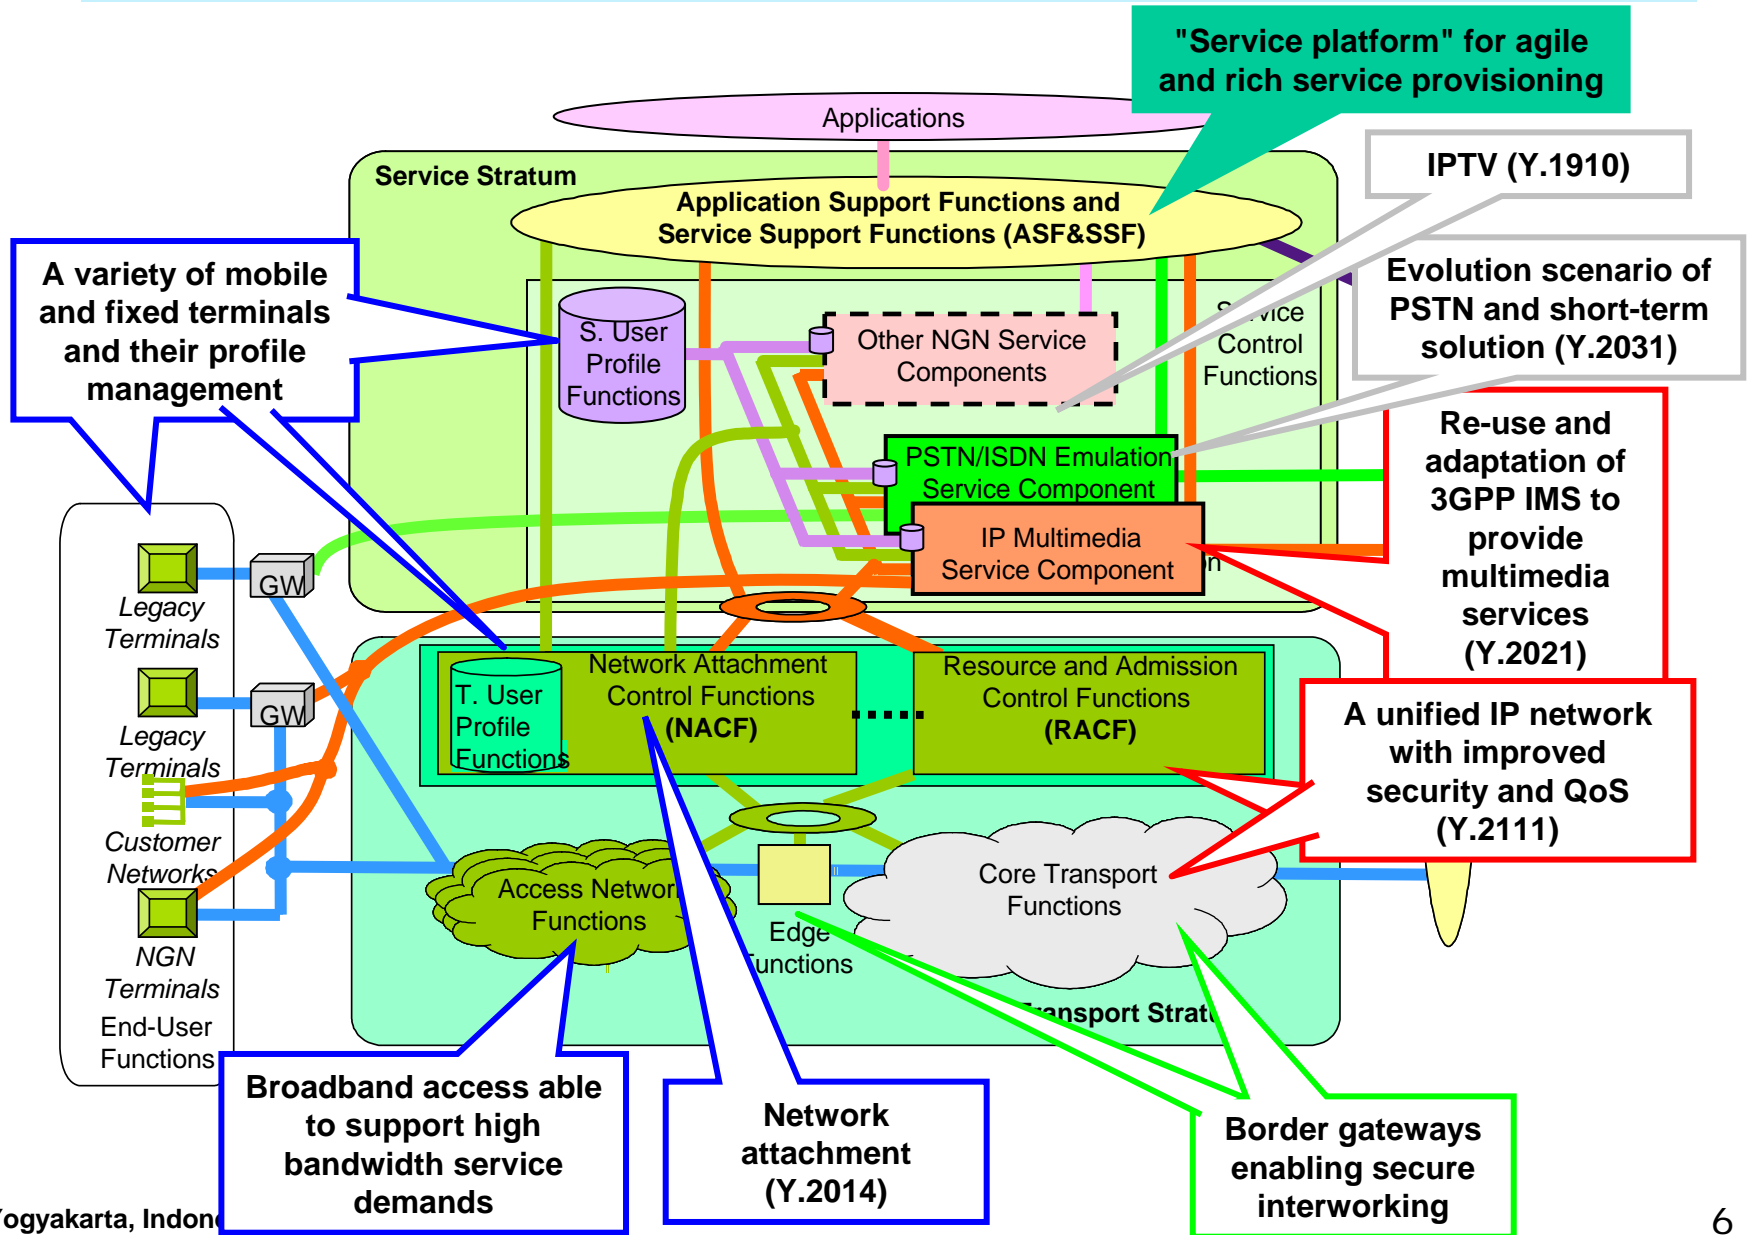 "Service platform" for agile
and rich service provisioning
Applications
IPTV (Y.1910)
Service Stratum
Application Support Functions and
Service Support Functions (ASF&SSF)
Evolution scenario of
PSTN and short-term
solution (Y.2031)
A variety of mobile
and fixed terminals
and their profile
management
S. User
Profile
Functions
Other NGN Service
Components
Control
Functions
PSTN/ISDN Emulation
Service Component
IP Multimedia
Service Component
Re-use and
adaptation of
3GPP IMS to
provide
multimedia
services
(Y.2021)
GW
Legacy
Terminals
GW
Legacy
Terminals
Customer
Networks
NGN
Terminals
End-User
Functions
T. User
Profile
Functions
Network Attachment
Control Functions
(NACF)
Resource and Admission
Control Functions
(RACF)
A unified IP network
with improved
security and QoS
(Y.2111)
Access Network
Functions
Edge
Functions
Core Transport
Functions
Broadband access able
to support high
bandwidth service
demands
Network
attachment
(Y.2014)
Border gateways
enabling secure
interworking
6